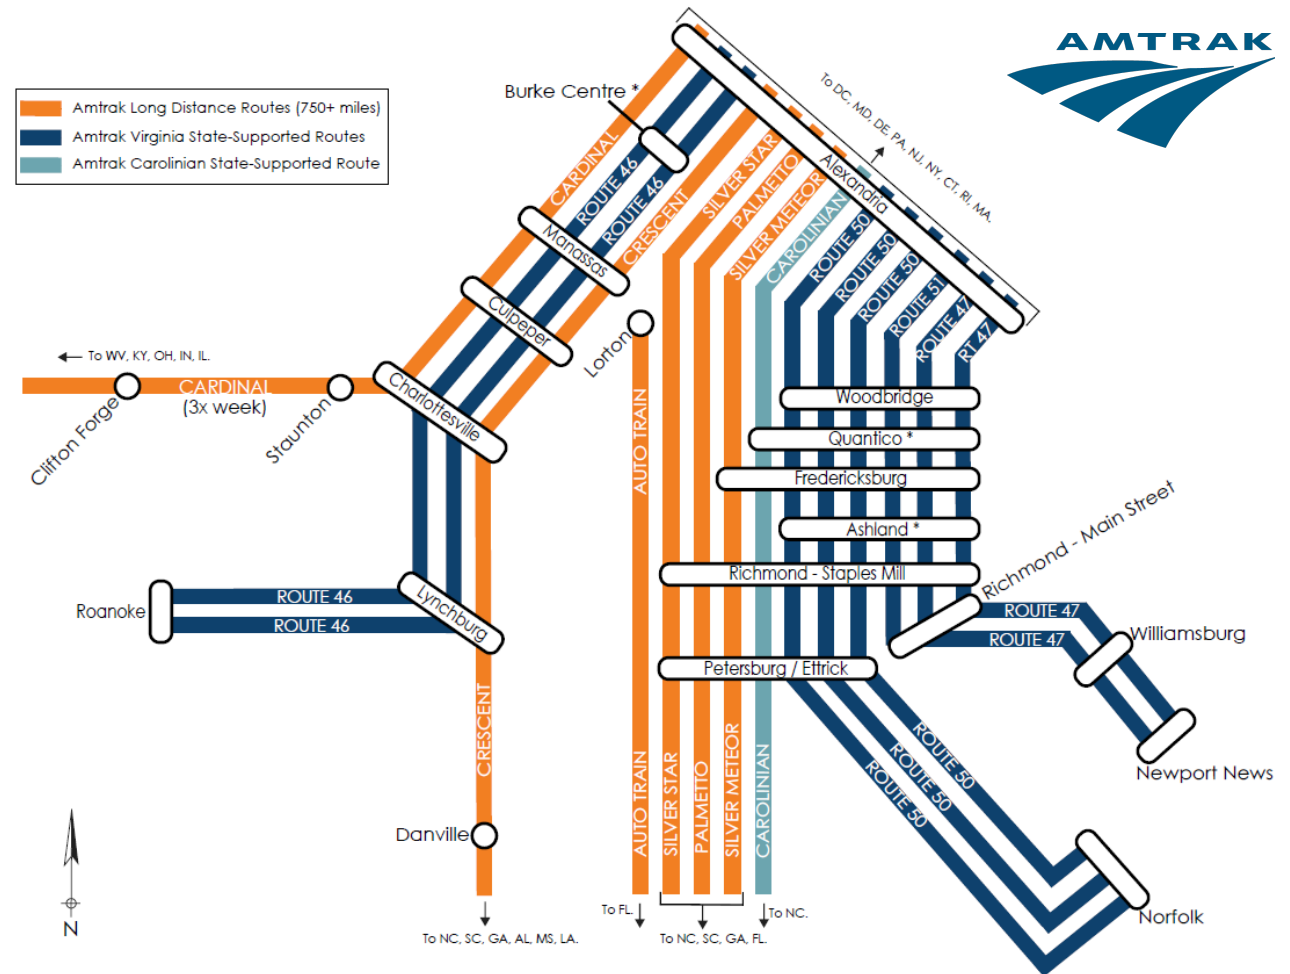 AMTRAK
Amtrak Long Distance Routes (750+ miles)
Amtrak Virginia State-Supported Routes
Amtrak Carolinian State-Supported Route
Burke Centre *
To DC, MD, DE, PA, NJ, NY, CT, RI, MA.
Alexandria
CARDINAL
ROUTE 46
ROUTE 46
CRESCENT
SILVER STAR
PALMETTO
SILVER METEOR
CAROLINIAN
ROUTE 50
ROUTE 50
ROUTE 50
ROUTE 51
ROUTE 47
RT 47
Manassas
Culpeper
Lorton
To WV, KY, OH, IN, IL.
CARDINAL
(3x week)
Clifton Forge
Staunton
Charlottesville
AUTO TRAIN
Woodbridge
Quantico *
Fredericksburg
Ashland *
Richmond - Staples Mill
Richmond - Main Street
Roanoke
ROUTE 46
ROUTE 46
Lynchburg
ROUTE 47
ROUTE 47
Williamsburg
Petersburg / Ettrick
Newport News
CRESCENT
AUTO TRAIN
SILVER STAR
PALMETTO
SILVER METEOR
CAROLINIAN
ROUTE 50
ROUTE 50
ROUTE 50
Danville
Norfolk
N
To NC, SC, GA, AL, MS, LA.
To FL.
To NC, SC, GA, FL.
To NC.